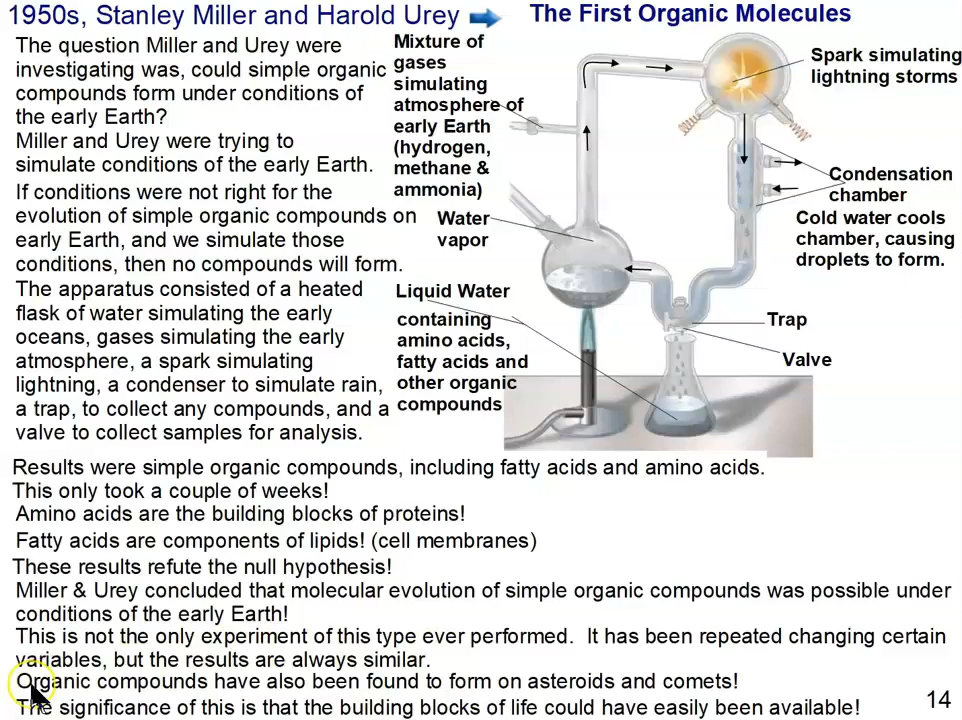 1950s, Stanley Miller and Harold Urey
The First Organic Molecules
The question Miller and Urey were
investigating was, could simple organic
compounds form under conditions of
the early Earth?
Miller and Urey were trying to
simulate conditions of the early Earth.
If conditions were not right for the
evolution of simple organic compounds on
early Earth, and we simulate those
conditions, then no compounds will form.
The apparatus consisted of a heated
flask of water simulating the early
oceans, gases simulating the early
atmosphere, a spark simulating
lightning, a condenser to simulate rain,
a trap, to collect any compounds, and a
valve to collect samples for analysis.
Mixture of
gases
simulating
atmosphere of
early Earth
(hydrogen,
methane &
ammonia)
Water
vapor
Liquid Water
containing
amino acids,
fatty acids and
other organic
compounds
Spark simulating
lightning storms
Condensation
chamber
Cold water cools
chamber, causing
droplets to form.
Trap
Valve
Results were simple organic compounds, including fatty acids and amino acids.
This only took a couple of weeks!
Amino acids are the building blocks of proteins!
Fatty acids are components of lipids! (cell membranes)
These results refute the null hypothesis!
Miller & Urey concluded that molecular evolution of simple organic compounds was possible under
conditions of the early Earth!
This is not the only experiment of this type ever performed. It has been repeated changing certain
variables, but the results are always similar.
Organic compounds have also been found to form on asteroids and comets!
The significance of this is that the building blocks of life could have easily been available!
14